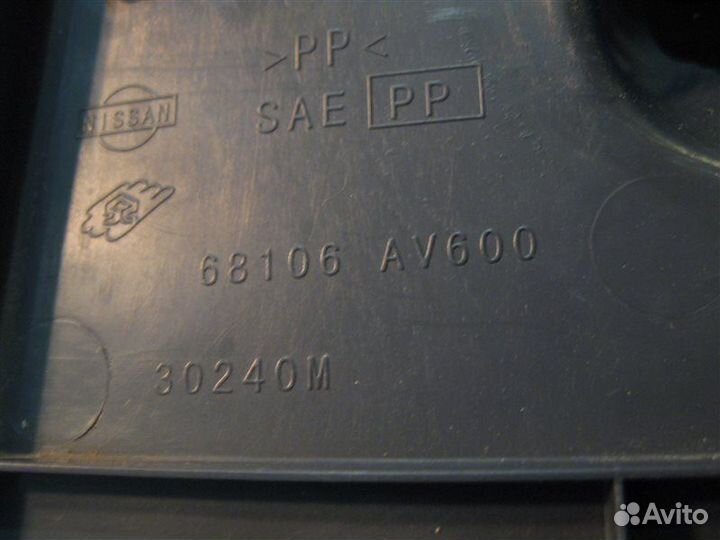 >PP<
NISSAN
SAE PP
68106 AV600
30240M
Avito